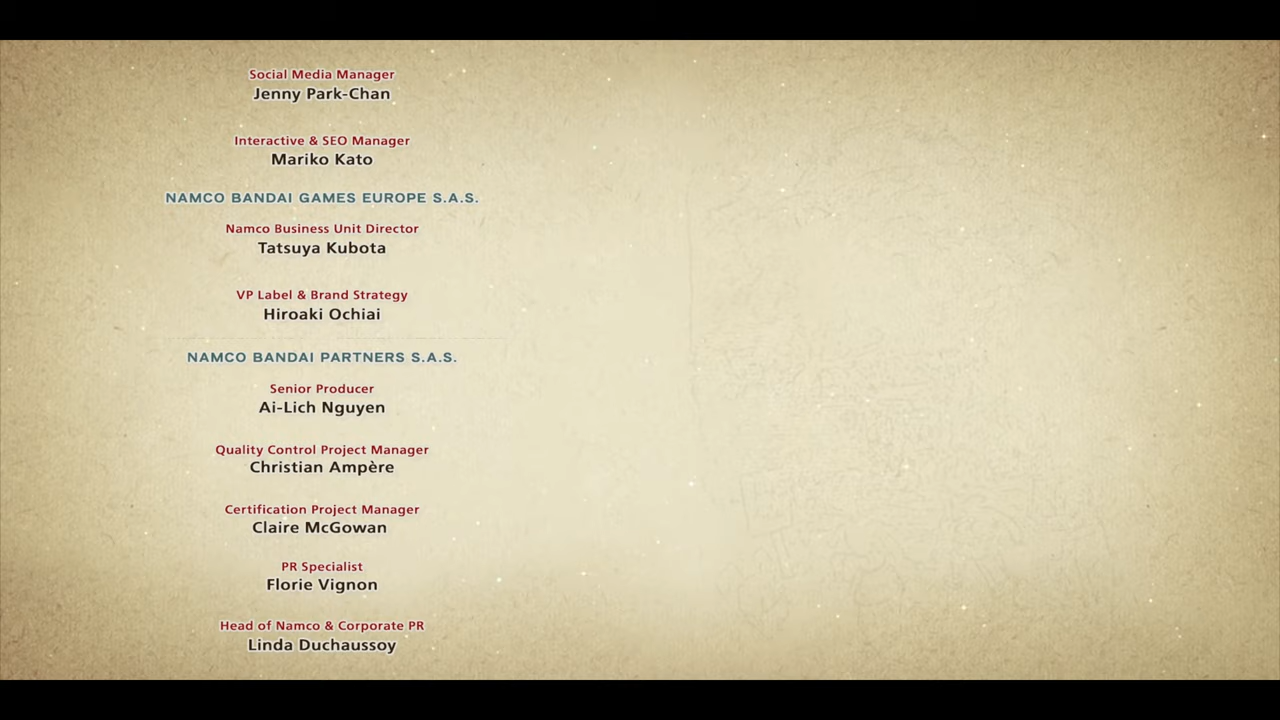 Social Media Manager
Jenny Park-Chan
Interactive & SEO Manager
Mariko Kato
NAMCO BANDAI GAMES EUROPE S.A.S.
Namco Business Unit Director
Tatsuya Kubota
VP Label & Brand Strategy
Hiroaki Ochiai
NAMCO BANDAI PARTNERS S.A.S.
Senior Producer
Ai-Lich Nguyen
Quality Control Project Manager
Christian Ampère
Certification Project Manager
Claire McGowan
PR Specialist
Florie Vignon
Head of Namco & Corporate PR
Linda Duchaussoy